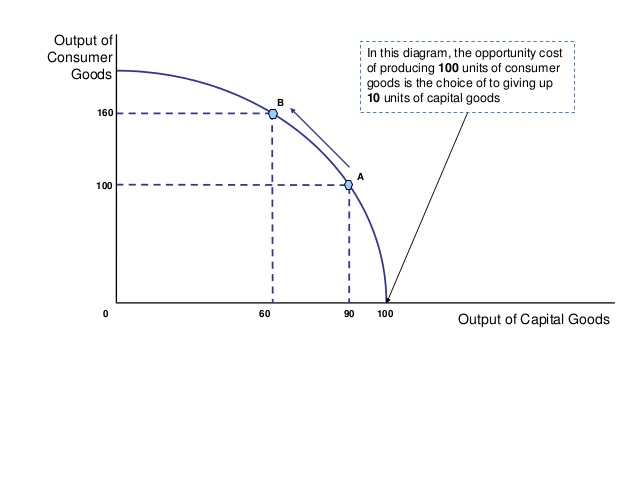 Output of
Consumer
Goods
In this diagram, the opportunity cost
of producing 100 units of consumer
goods is the choice of to giving up
10 units of capital goods
B
160
A
100
0
60
90
100
Output of Capital Goods